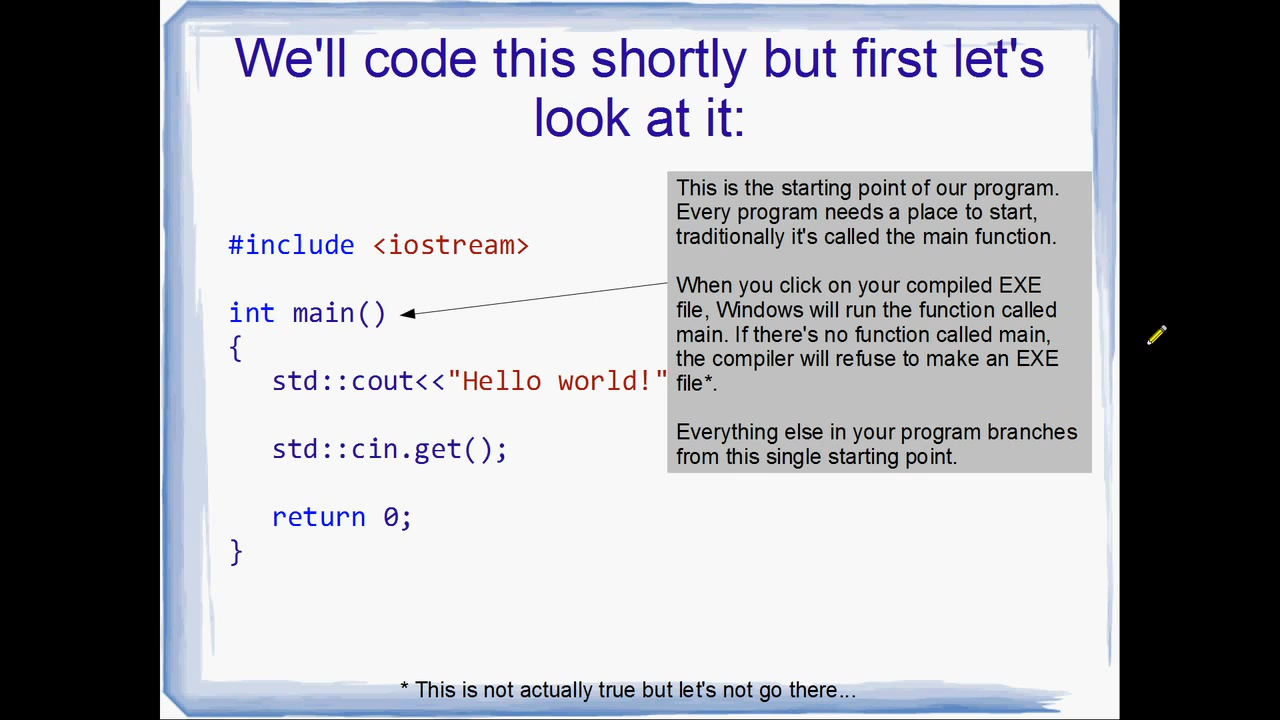 We'll code this shortly but first let's
look at it:
#include <iostream>
int main()
{
std::cout<<"Hello world!"
std::cin.get();
return 0;
}
This is the starting point of our program.
Every program needs a place to start,
traditionally it's called the main function.
When you click on your compiled EXE
file, Windows will run the function called
main. If there's no function called main,
the compiler will refuse to make an EXE
file*.
Everything else in your program branches
from this single starting point.
* This is not actually true but let's not go there...